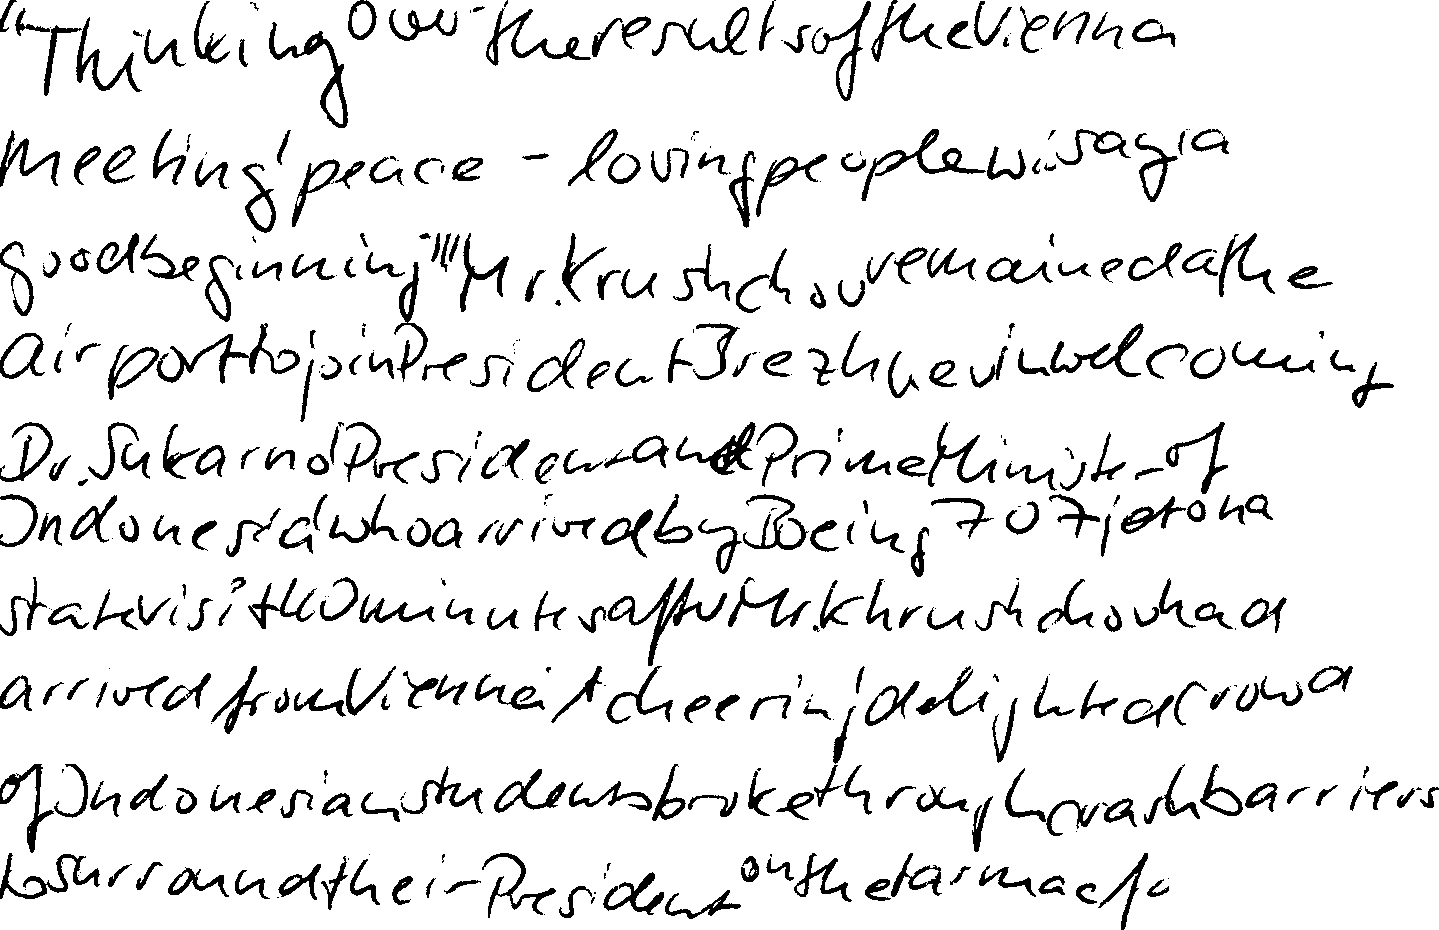 "Thinking over the results of the Vienna
meeting, peace-loving people will say: a
good beginning." Mr. Krushchov remained at the
airport to join President Brezhnev in welcoming
Dr. Sukarno, President and Prime Minister of
Indonesia, who arrived by Boeing 707 jet on a
state visit 40 minutes after Mr. Khrushchov had
arrived from Vienna. A cheering, delighted crowd
of Indonesian students broke through crash barriers
to surround their President on the tarmac